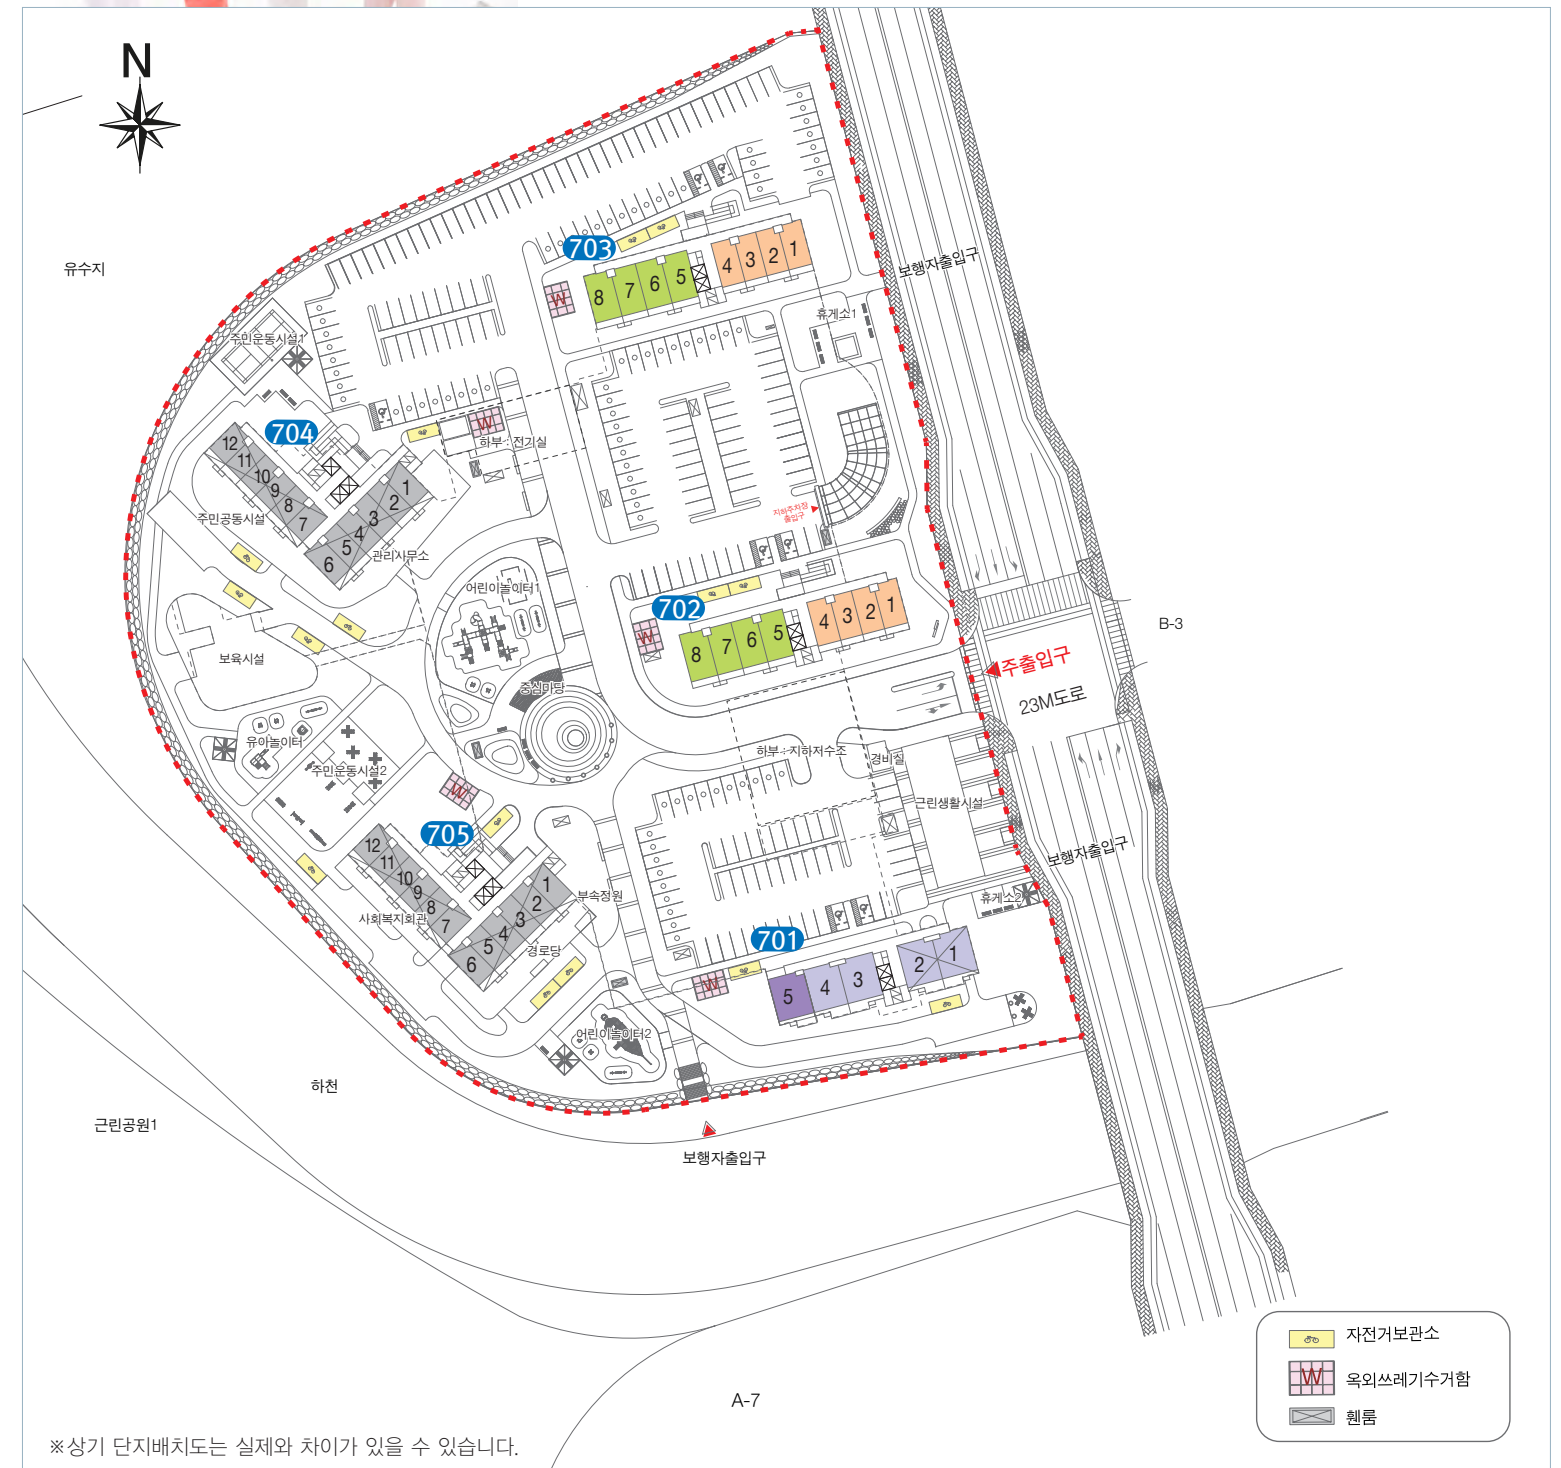 N
유수지
703
8 7 6 5 4 3 2 1
W
보행자출입구
휴게소1
주민운동시설1
704
W
하부 : 전기실
12 11 10 9 8 7
1 2 3 4 5 6
주민공동시설
관리사무소
지하주차장
출입구
어린이놀이터1
702
W
8 7 6 5 4 3 2 1
B-3
보육시설
주출입구
23M도로
중심마당
유아놀이터
주민운동시설2
하부 : 지하저수조
경비실
W
근린생활시설
705
12 11 10 9 8 7
1 2 3 4 5 6
보행자출입구
부속정원
휴게소2
사회복지회관
경로당
701
W
5 4 3 2 1
어린이놀이터2
하천
근린공원1
보행자출입구
A-7
자전거보관소
W 옥외쓰레기수거함
휀룸
※상기 단지배치도는 실제와 차이가 있을 수 있습니다.